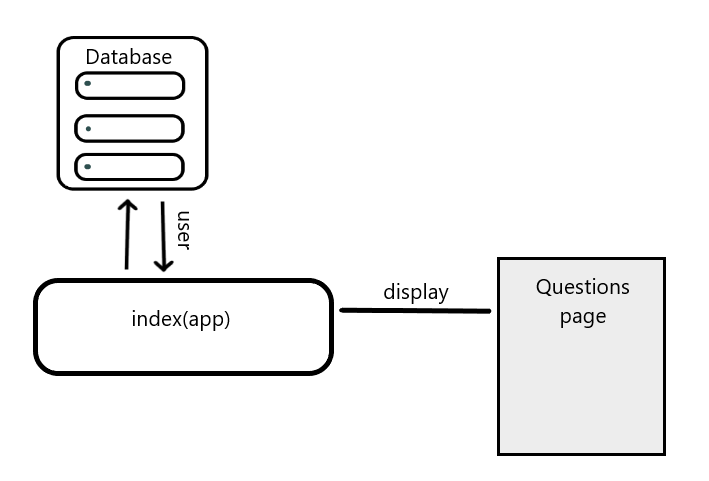 Database
user
index(app)
display
Questions
page